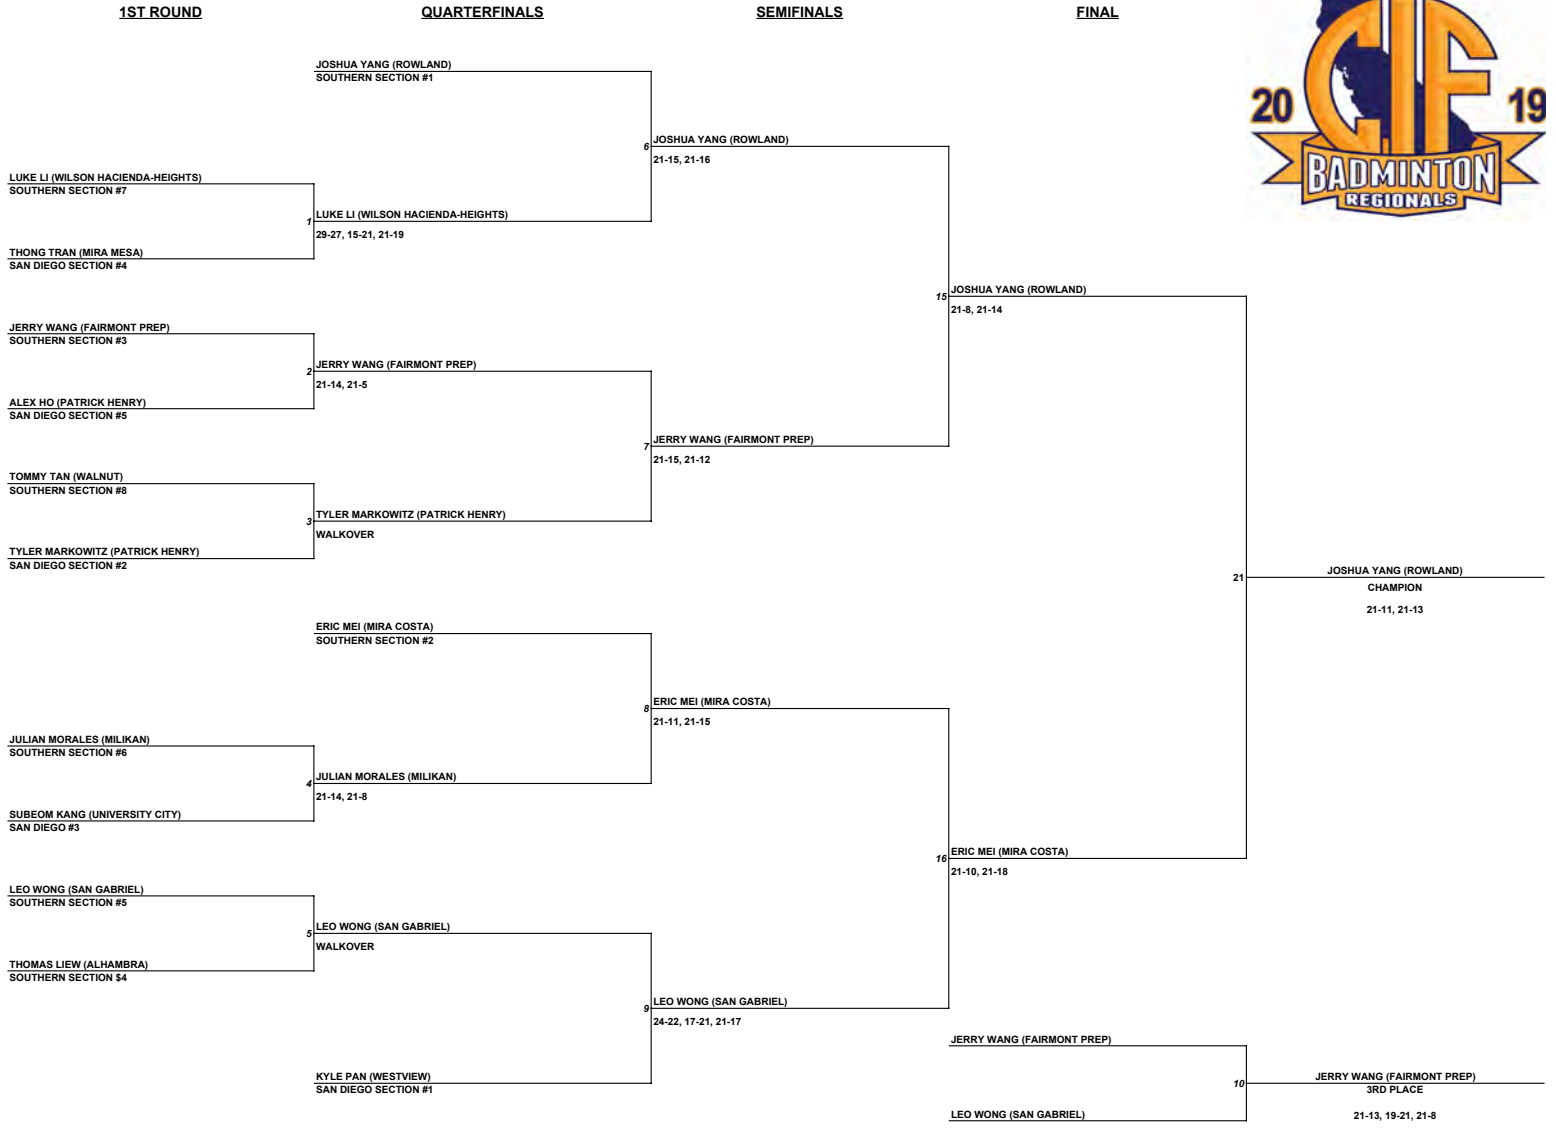 1ST ROUND
QUARTERFINALS
SEMIFINALS
FINAL
20 CIF 19
BADMINTON
REGIONALS
JOSHUA YANG (ROWLAND)
SOUTHERN SECTION #1
6 JOSHUA YANG (ROWLAND)
21-15, 21-16
LUKE LI (WILSON HACIENDA-HEIGHTS)
SOUTHERN SECTION #7
1 LUKE LI (WILSON HACIENDA-HEIGHTS)
29-27, 15-21, 21-19
THONG TRAN (MIRA MESA)
SAN DIEGO SECTION #4
15 JOSHUA YANG (ROWLAND)
21-8, 21-14
JERRY WANG (FAIRMONT PREP)
SOUTHERN SECTION #3
2 JERRY WANG (FAIRMONT PREP)
21-14, 21-5
ALEX HO (PATRICK HENRY)
SAN DIEGO SECTION #5
7 JERRY WANG (FAIRMONT PREP)
21-15, 21-12
TOMMY TAN (WALNUT)
SOUTHERN SECTION #8
3 TYLER MARKOWITZ (PATRICK HENRY)
WALKOVER
TYLER MARKOWITZ (PATRICK HENRY)
SAN DIEGO SECTION #2
21 JOSHUA YANG (ROWLAND)
CHAMPION
21-11, 21-13
ERIC MEI (MIRA COSTA)
SOUTHERN SECTION #2
8 ERIC MEI (MIRA COSTA)
21-11, 21-15
JULIAN MORALES (MILIKAN)
SOUTHERN SECTION #6
4 JULIAN MORALES (MILIKAN)
21-14, 21-8
SUBEOM KANG (UNIVERSITY CITY)
SAN DIEGO #3
16 ERIC MEI (MIRA COSTA)
21-10, 21-18
LEO WONG (SAN GABRIEL)
SOUTHERN SECTION #5
5 LEO WONG (SAN GABRIEL)
WALKOVER
THOMAS LIEW (ALHAMBRA)
SOUTHERN SECTION $4
9 LEO WONG (SAN GABRIEL)
24-22, 17-21, 21-17
JERRY WANG (FAIRMONT PREP)
KYLE PAN (WESTVIEW)
SAN DIEGO SECTION #1
10 JERRY WANG (FAIRMONT PREP)
3RD PLACE
LEO WONG (SAN GABRIEL)
21-13, 19-21, 21-8